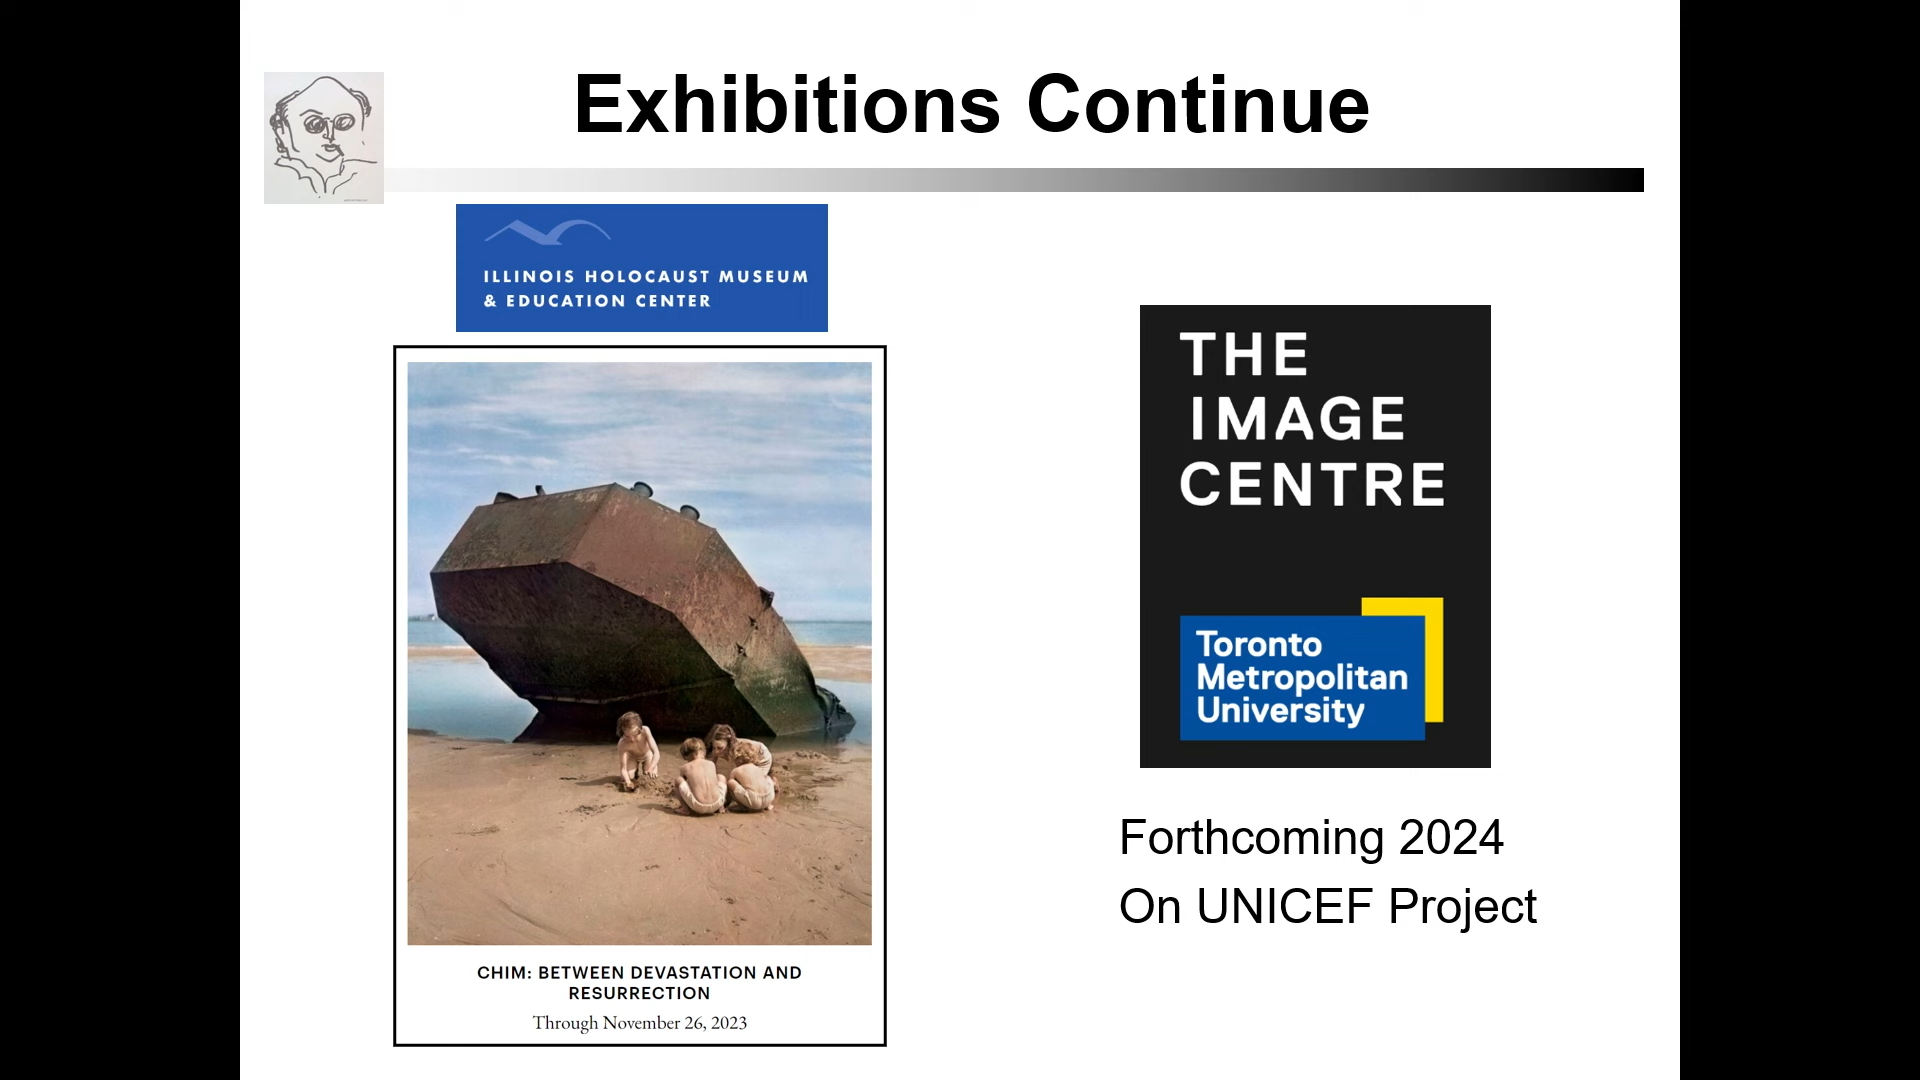 Exhibitions Continue
ILLINOIS HOLOCAUST MUSEUM
& EDUCATION CENTER
CHIM: BETWEEN DEVASTATION AND
RESURRECTION
Through November 26, 2023
THE
IMAGE
CENTRE
Toronto
Metropolitan
University
Forthcoming 2024
On UNICEF Project